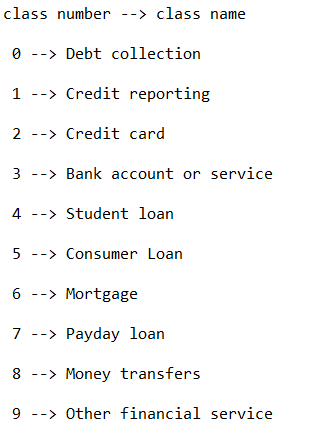 class number --> class name
0 --> Debt collection
1 --> Credit reporting
2 --> Credit card
3 --> Bank account or service
4 --> Student loan
5 --> Consumer Loan
6 --> Mortgage
7 --> Payday loan
8 --> Money transfers
9 --> Other financial service